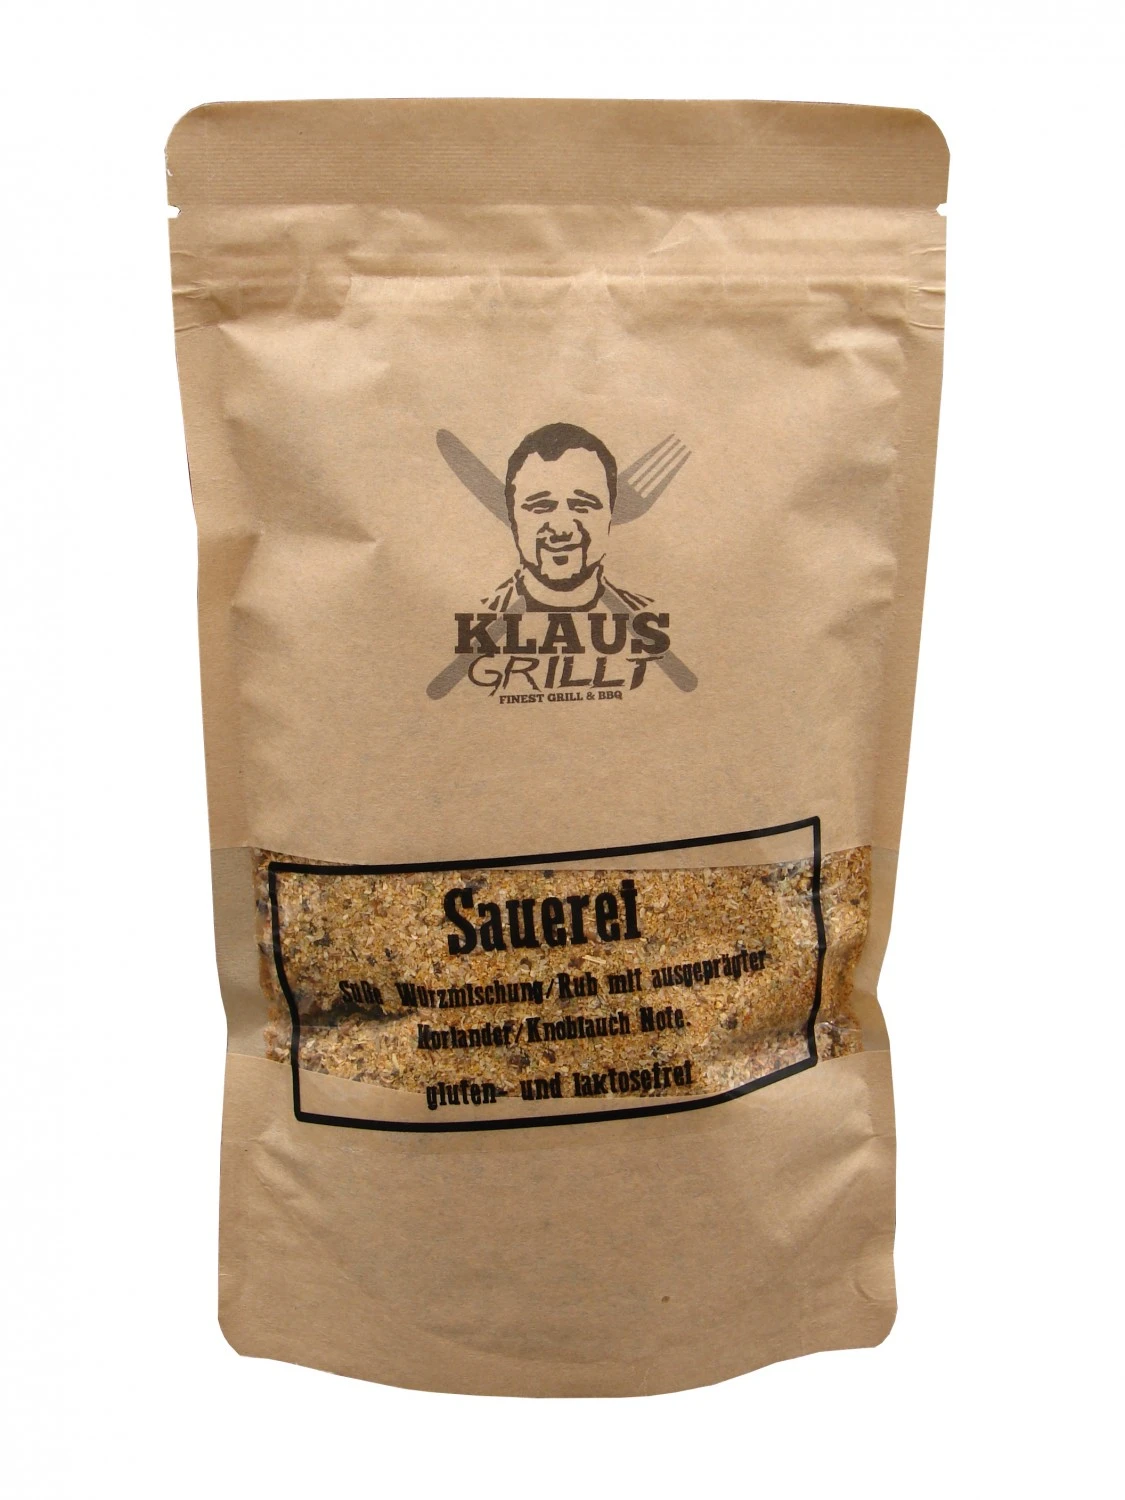 KLAUS
GRILLT
FINEST GRILL & BBQ
Sauerei
Süße Würzmischung/Rub mit ausgeprägter
Koriander/Knoblauch Note.
gluten- und laktosefrei